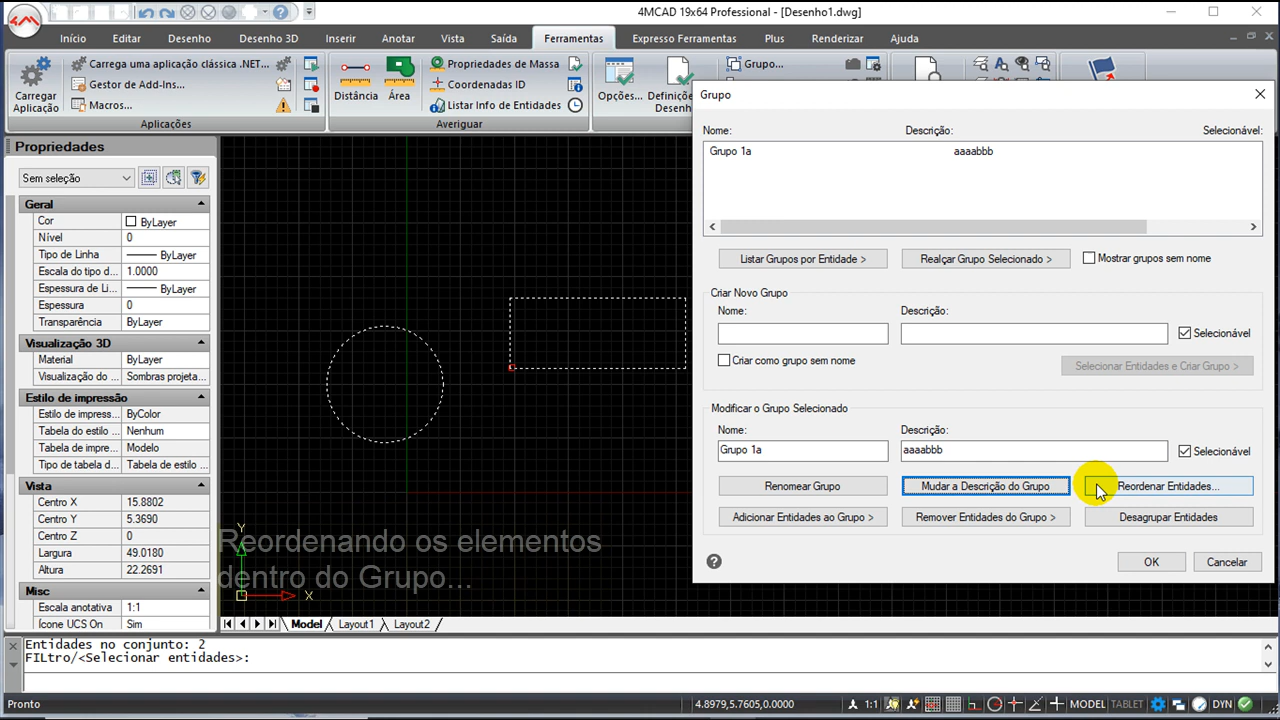 4MCAD 19x64 Professional - [Desenho1.dwg]
Início Editar Desenho Desenho 3D Inserir Anotar Vista Saída Ferramentas Expresso Ferramentas Plus Renderizar Ajuda
Carrega uma aplicação clássica .NET...
Gestor de Add-Ins...
Macros...
Carregar
Aplicação
Aplicações
Distância
Área
Propriedades de Massa
Coordenadas ID
Listar Info de Entidades
Averiguar
Opções...
Definições
Desenh
Grupo...
Propriedades
Sem seleção
Geral
Cor ByLayer
Nível 0
Tipo de Linha ByLayer
Escala do tipo d... 1.0000
Espessura de Li... ByLayer
Espessura 0
Transparência ByLayer
Visualização 3D
Material ByLayer
Visualização do ... Sombras projeta...
Estilo de impressão
Estilo de impress... ByColor
Tabela do estilo ... Nenhum
Tabela de impre... Modelo
Tipo de tabela d... Tabela de estilo ...
Vista
Centro X 15.8802
Centro Y 5.3690
Centro Z 0
Largura 49.0180
Altura 22.2691
Misc
Escala anotativa 1:1
Ícone UCS On Sim
Grupo
Nome: Descrição: Selecionável:
Grupo 1a aaaabbb
Listar Grupos por Entidade > Realçar Grupo Selecionado > Mostrar grupos sem nome
Criar Novo Grupo
Nome: Descrição:
Selecionável
Criar como grupo sem nome
Selecionar Entidades e Criar Grupo >
Modificar o Grupo Selecionado
Nome: Descrição:
Grupo 1a aaaabbb Selecionável
Renomear Grupo Mudar a Descrição do Grupo Reordenar Entidades...
Adicionar Entidades ao Grupo > Remover Entidades do Grupo > Desagrupar Entidades
OK Cancelar
Reordenando os elementos
dentro do Grupo...
Y
X
Model Layout1 Layout2
Entidades no conjunto: 2
FILtro/<Selecionar entidades>:
Pronto 4.8979,5.7605,0.0000 1:1 MODEL TABLET DYN